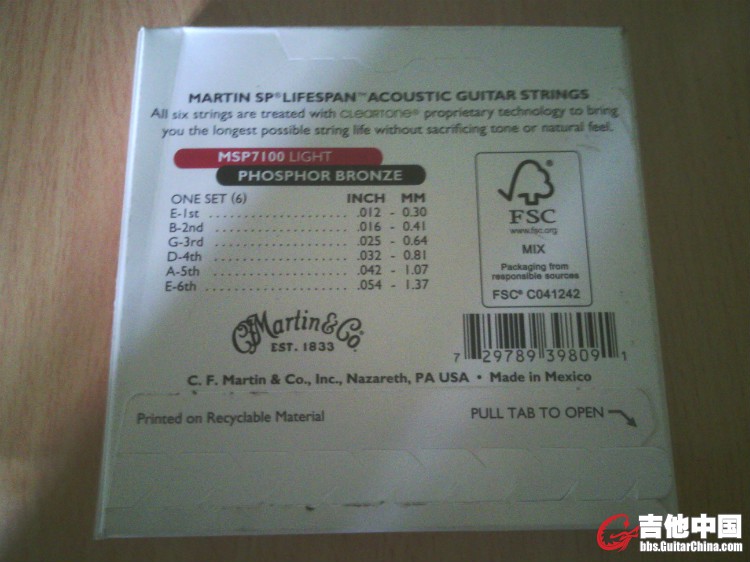 MARTIN SP® LIFESPAN™ ACOUSTIC GUITAR STRINGS
All six strings are treated with CLEARTONE® proprietary technology to bring
you the longest possible string life without sacrificing tone or natural feel.
MSP7100 LIGHT
PHOSPHOR BRONZE
ONE SET (6) INCH MM
E-1st .012 - 0.30
B-2nd .016 - 0.41
G-3rd .025 - 0.64
D-4th .032 - 0.81
A-5th .042 - 1.07
E-6th .054 - 1.37
FSC
www.fsc.org
MIX
Packaging from
responsible sources
FSC® C041242
Martin & Co.
EST. 1833
7 29789 39809 1
C. F. Martin & Co., Inc., Nazareth, PA USA • Made in Mexico
Printed on Recyclable Material
PULL TAB TO OPEN
吉他中国
bbs.GuitarChina.com